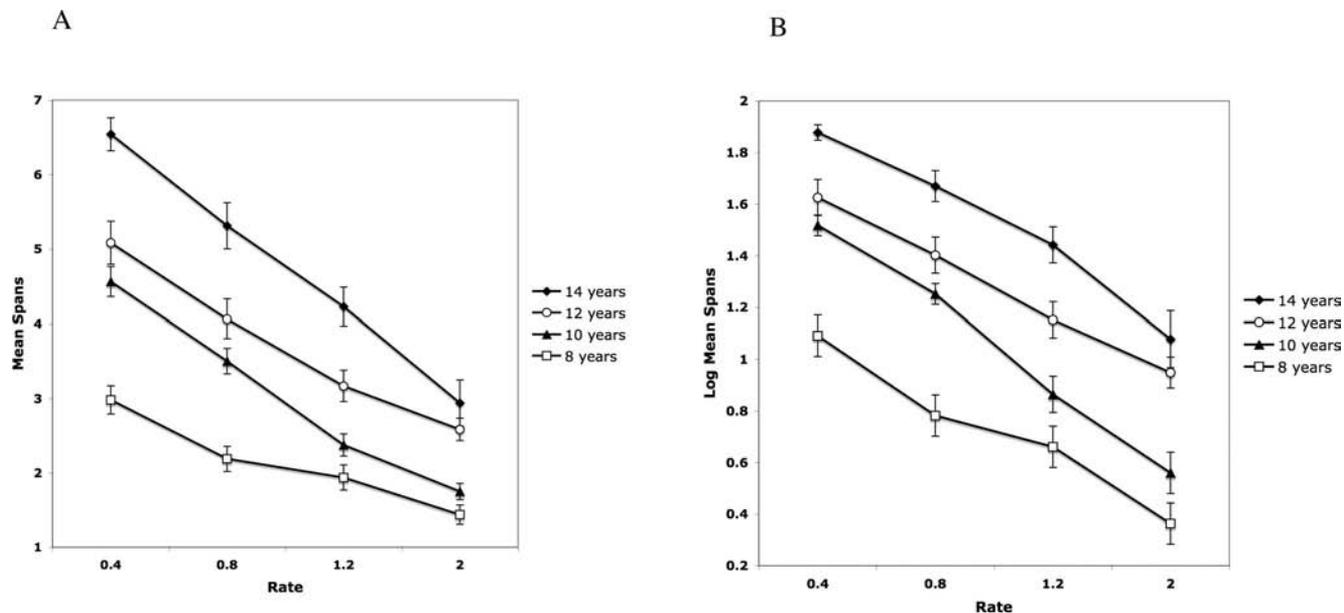 A
7
6
5
4
3
2
1
Mean Spans
0.4 0.8 1.2 2
Rate
14 years
12 years
10 years
8 years
B
2
1.8
1.6
1.4
1.2
1
0.8
0.6
0.4
0.2
Log Mean Spans
0.4 0.8 1.2 2
Rate
14 years
12 years
10 years
8 years